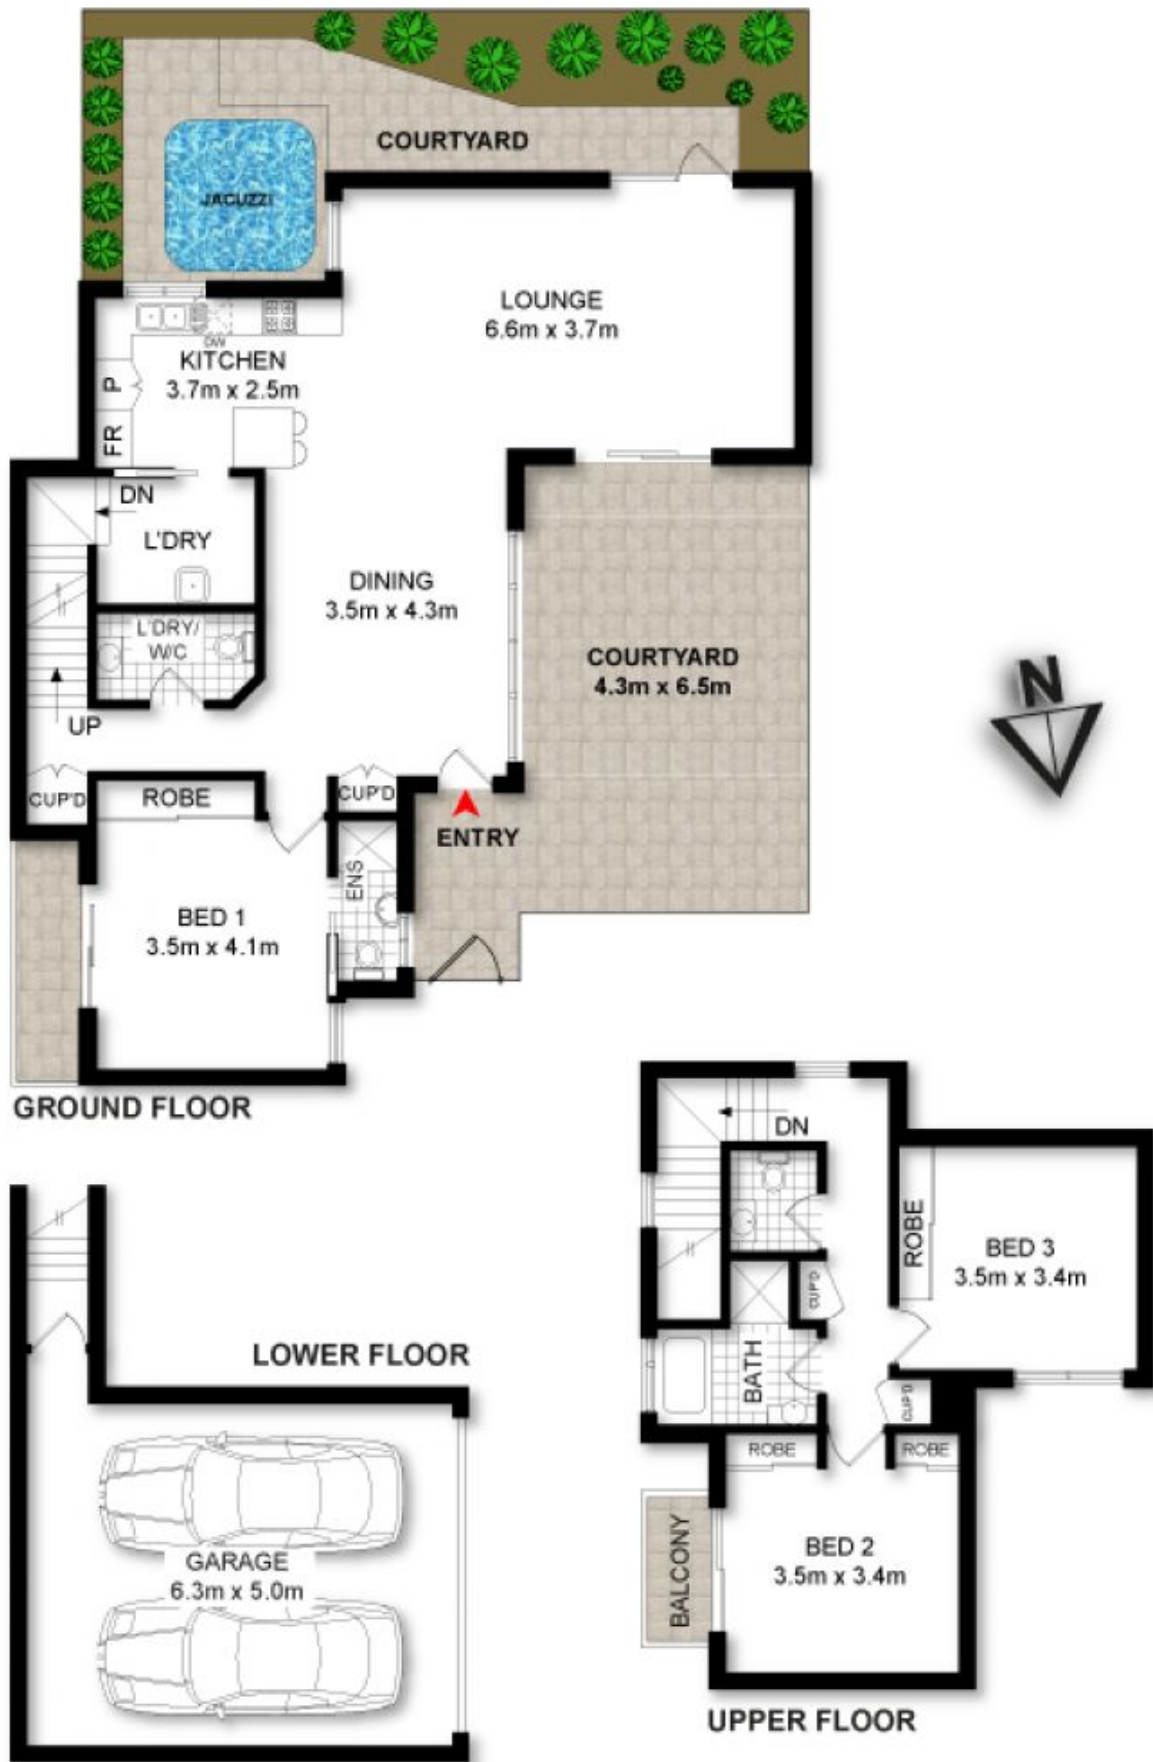 COURTYARD
JACUZZI
LOUNGE
6.6m x 3.7m
DW
KITCHEN
3.7m x 2.5m
P
FR
DN
L'DRY
DINING
3.5m x 4.3m
L'DRY/
W/C
COURTYARD
4.3m x 6.5m
N
UP
CUP'D
ROBE
CUP'D
ENTRY
ENS
BED 1
3.5m x 4.1m
GROUND FLOOR
DN
ROBE
BED 3
3.5m x 3.4m
CUP'D
LOWER FLOOR
BATH
CUP'D
ROBE
ROBE
BALCONY
BED 2
3.5m x 3.4m
GARAGE
6.3m x 5.0m
UPPER FLOOR